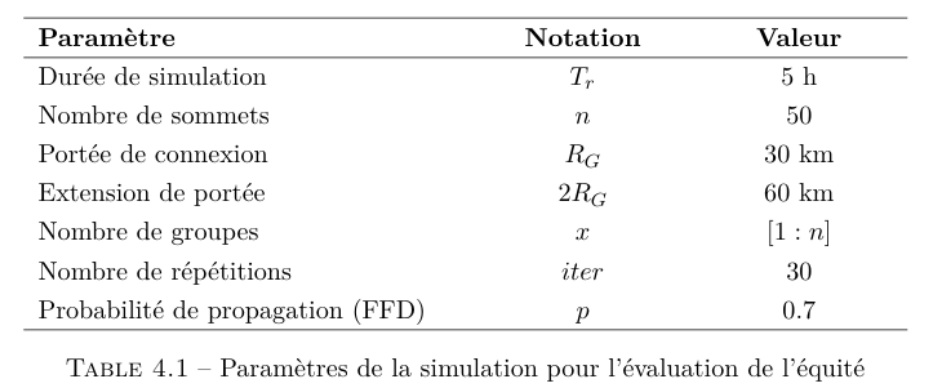 Paramètre Notation Valeur
Durée de simulation T_r 5 h
Nombre de sommets n 50
Portée de connexion R_G 30 km
Extension de portée 2R_G 60 km
Nombre de groupes x [1 : n]
Nombre de répétitions iter 30
Probabilité de propagation (FFD) p 0.7
TABLE 4.1 – Paramètres de la simulation pour l'évaluation de l'équité